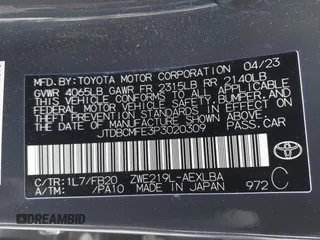 MFD.BY:TOYOTA MOTOR CORPORATION 04/23
GVWR 4065LB GAWR FR 2315LB RR 2140LB
THIS VEHICLE CONFORMS TO ALL APPLICABLE
FEDERAL MOTOR VEHICLE SAFETY, BUMPER, AND
THEFT PREVENTION STANDARDS IN EFFECT ON
THE DATE OF MANUFACTURE SHOWN ABOVE.
JTDBCMFE3P3020309 PASS.CAR
C/TR:1L7/FB20 ZWE219L-AEXLBA
A/TM: /PA10 MADE IN JAPAN 972 C
TOYOTA
DREAMBID